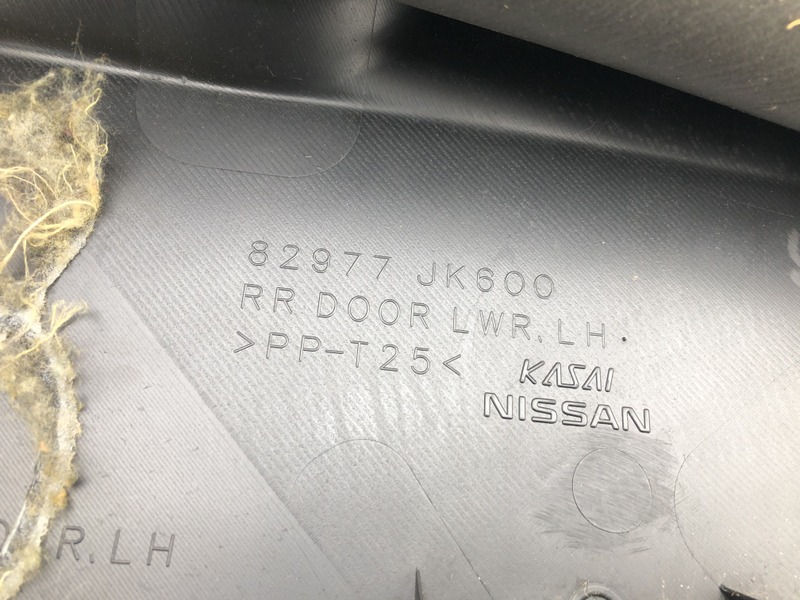 82977 JK600
RR DOOR LWR. LH
>PP-T25<
KASAI
NISSAN
R. LH